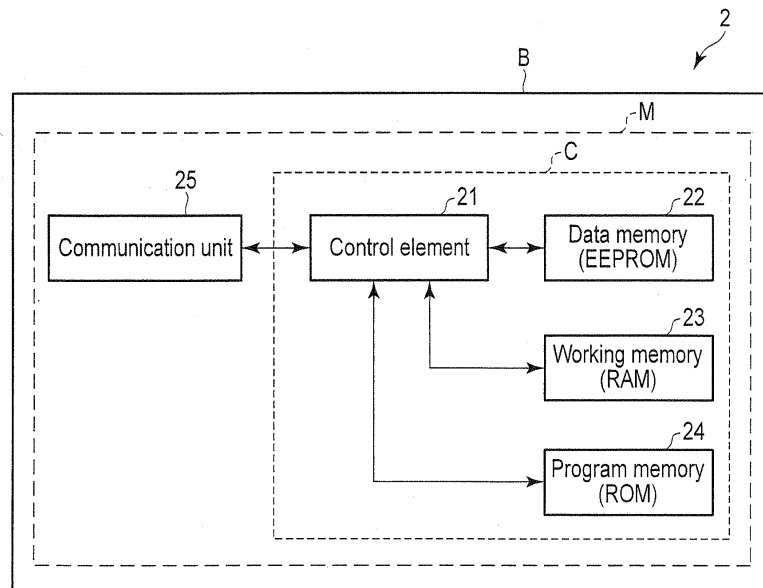 2
B
M
C
25
21
22
Communication unit
Control element
Data memory
(EEPROM)
23
Working memory
(RAM)
24
Program memory
(ROM)